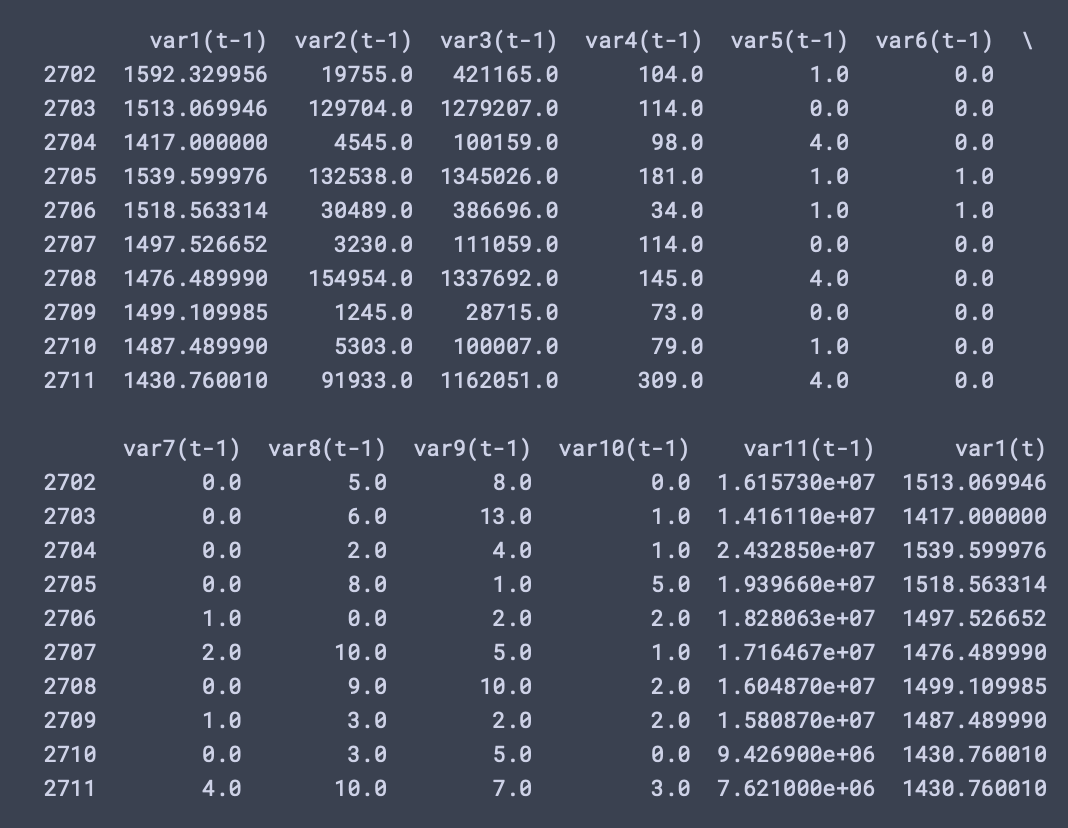 var1(t-1) var2(t-1) var3(t-1) var4(t-1) var5(t-1) var6(t-1) \
2702 1592.329956 19755.0 421165.0 104.0 1.0 0.0
2703 1513.069946 129704.0 1279207.0 114.0 0.0 0.0
2704 1417.000000 4545.0 100159.0 98.0 4.0 0.0
2705 1539.599976 132538.0 1345026.0 181.0 1.0 1.0
2706 1518.563314 30489.0 386696.0 34.0 1.0 1.0
2707 1497.526652 3230.0 111059.0 114.0 0.0 0.0
2708 1476.489990 154954.0 1337692.0 145.0 4.0 0.0
2709 1499.109985 1245.0 28715.0 73.0 0.0 0.0
2710 1487.489990 5303.0 100007.0 79.0 1.0 0.0
2711 1430.760010 91933.0 1162051.0 309.0 4.0 0.0
var7(t-1) var8(t-1) var9(t-1) var10(t-1) var11(t-1) var1(t)
2702 0.0 5.0 8.0 0.0 1.615730e+07 1513.069946
2703 0.0 6.0 13.0 1.0 1.416110e+07 1417.000000
2704 0.0 2.0 4.0 1.0 2.432850e+07 1539.599976
2705 0.0 8.0 1.0 5.0 1.939660e+07 1518.563314
2706 1.0 0.0 2.0 2.0 1.828063e+07 1497.526652
2707 2.0 10.0 5.0 1.0 1.716467e+07 1476.489990
2708 0.0 9.0 10.0 2.0 1.604870e+07 1499.109985
2709 1.0 3.0 2.0 2.0 1.580870e+07 1487.489990
2710 0.0 3.0 5.0 0.0 9.426900e+06 1430.760010
2711 4.0 10.0 7.0 3.0 7.621000e+06 1430.760010